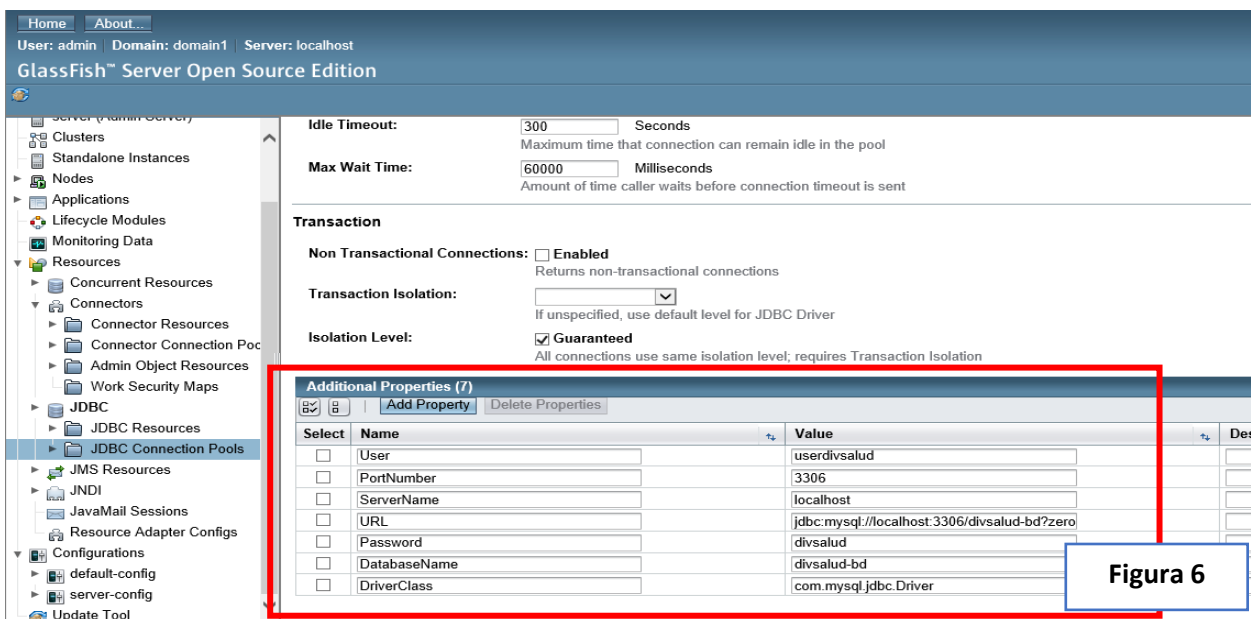 Home About...
User: admin Domain: domain1 Server: localhost
GlassFish™ Server Open Source Edition
server (Admin Server)
Clusters
Standalone Instances
Nodes
Applications
Lifecycle Modules
Monitoring Data
Resources
Concurrent Resources
Connectors
Connector Resources
Connector Connection Poo
Admin Object Resources
Work Security Maps
JDBC
JDBC Resources
JDBC Connection Pools
JMS Resources
JNDI
JavaMail Sessions
Resource Adapter Configs
Configurations
default-config
server-config
Update Tool
Idle Timeout: 300 Seconds
Maximum time that connection can remain idle in the pool
Max Wait Time: 60000 Milliseconds
Amount of time caller waits before connection timeout is sent
Transaction
Non Transactional Connections: Enabled
Returns non-transactional connections
Transaction Isolation:
If unspecified, use default level for JDBC Driver
Isolation Level: Guaranteed
All connections use same isolation level; requires Transaction Isolation
Additional Properties (7)
Add Property Delete Properties
Select Name Value Des
User userdivsalud
PortNumber 3306
ServerName localhost
URL jdbc:mysql://localhost:3306/divsalud-bd?zero
Password divsalud
DatabaseName divsalud-bd
DriverClass com.mysql.jdbc.Driver
Figura 6